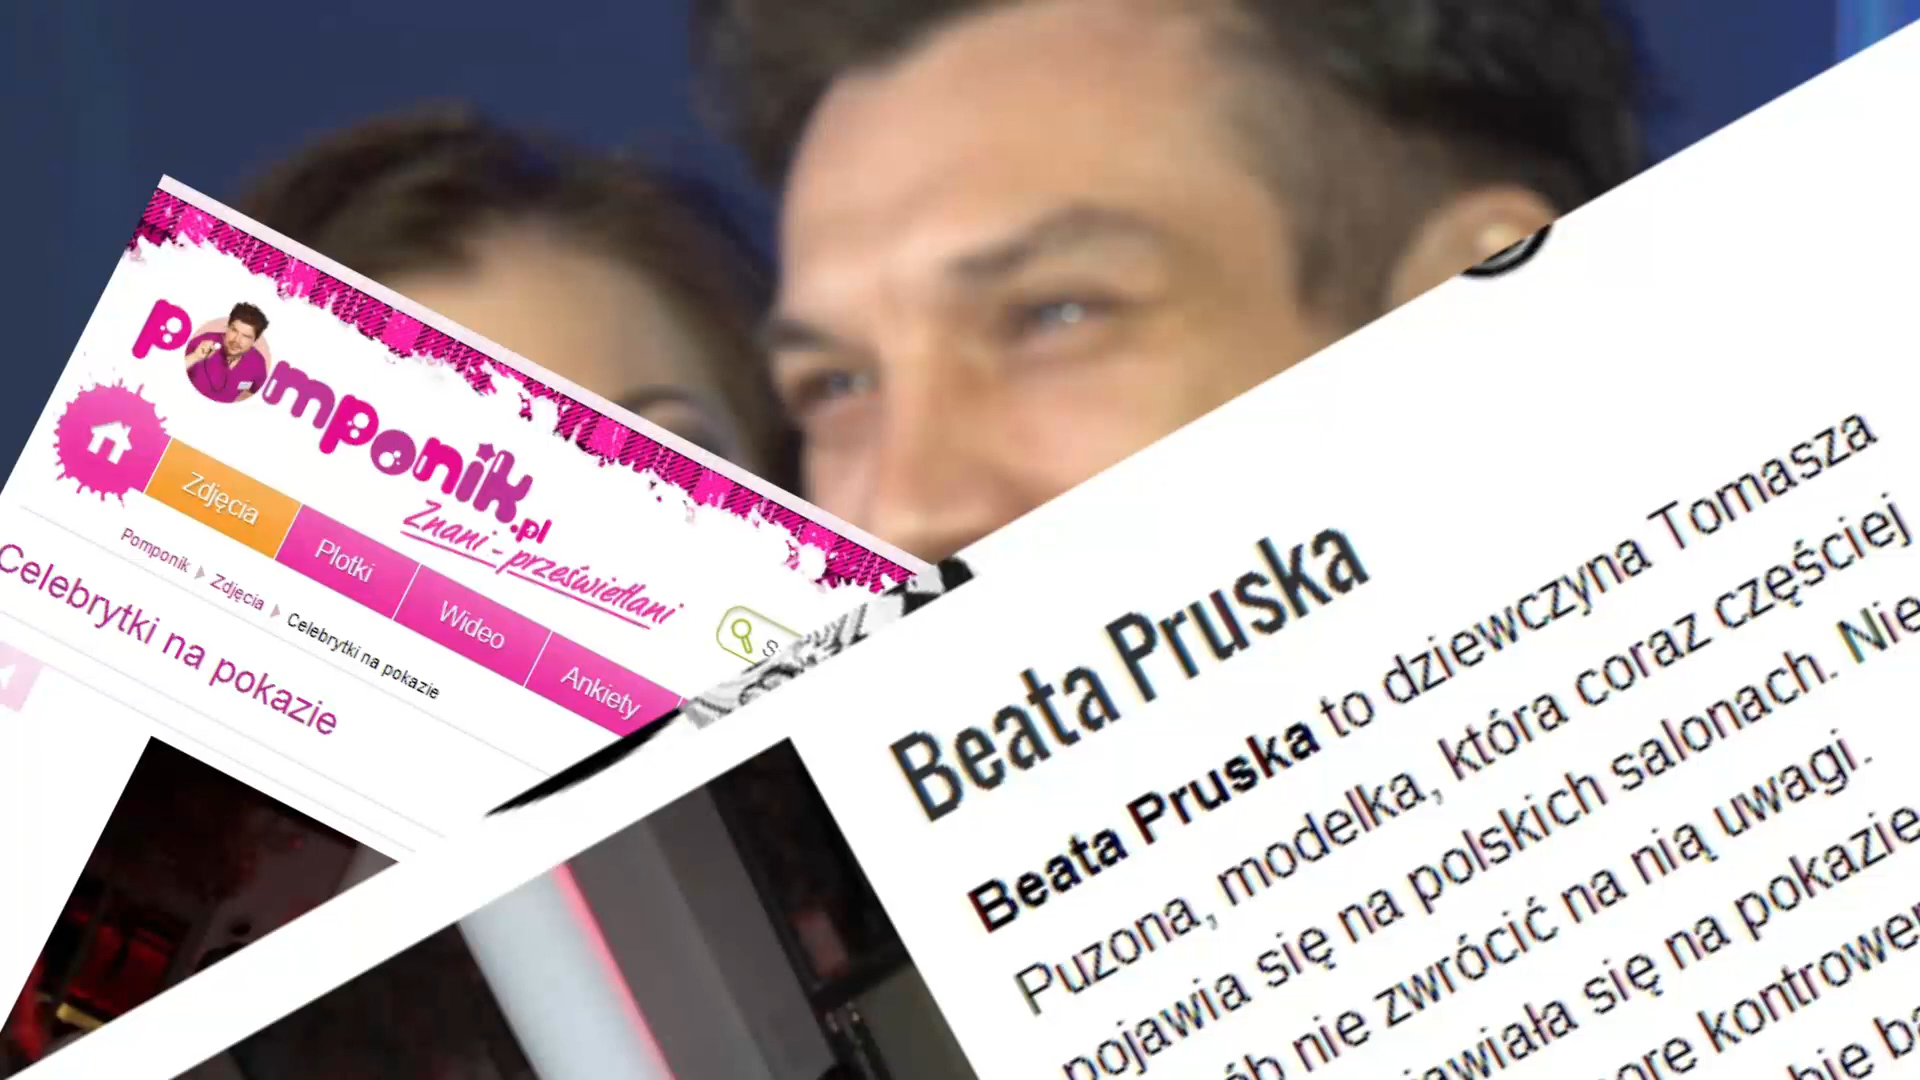 pomponik.pl
Znani - prześwietlani
Zdjęcia
Plotki
Wideo
Ankiety
Pomponik Zdjęcia Celebrytki na pokazie
Celebrytki na pokazie
Beata Pruska
Beata Pruska to dziewczyna Tomasza
Puzona, modelka, która coraz częściej
pojawia się na polskich salonach. Nie
nie zwrócić na nią uwagi.
się na pokazie